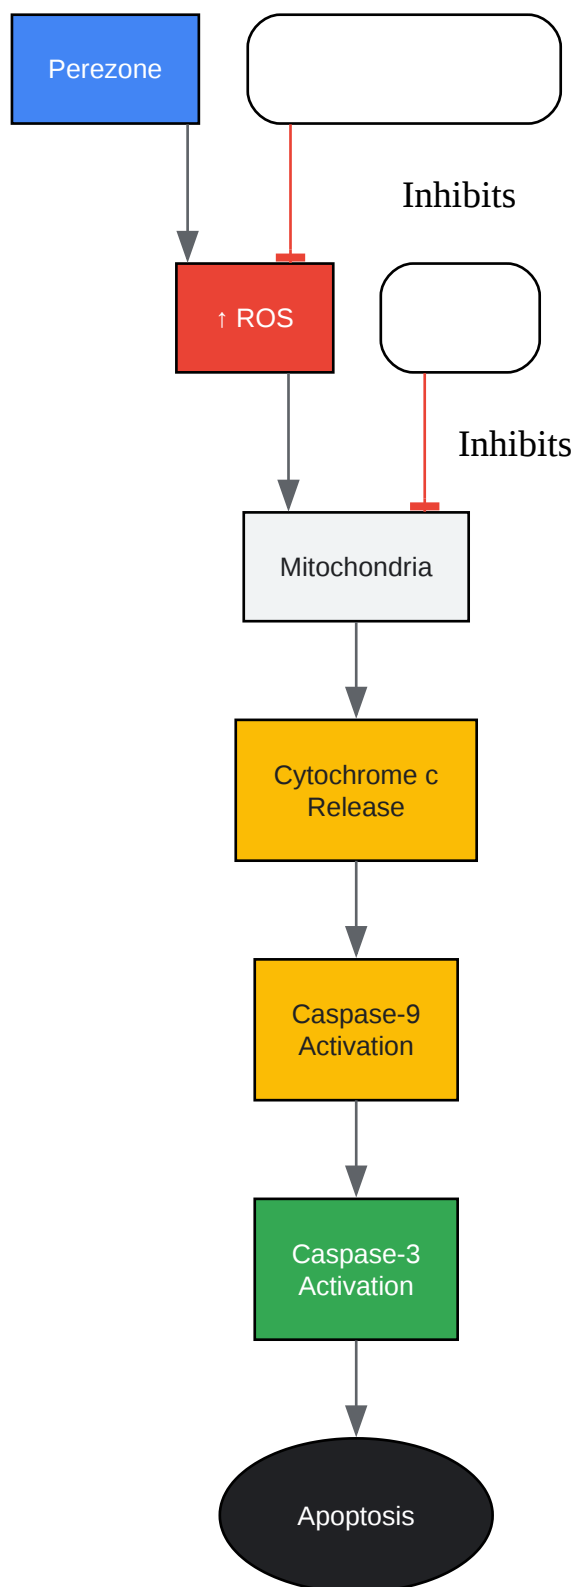 Perezone
Inhibits
↑ ROS
Inhibits
Mitochondria
Cytochrome c
Release
Caspase-9
Activation
Caspase-3
Activation
Apoptosis